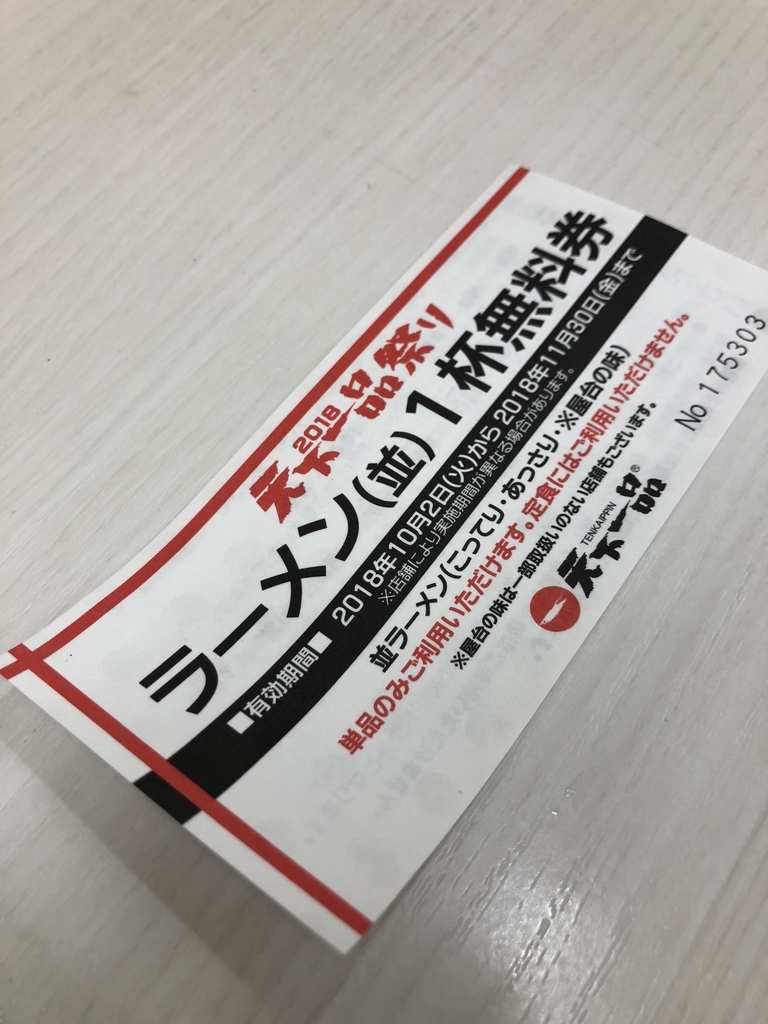 2018
天下一品祭り
ラーメン(並)1杯無料券
■有効期間■ 2018年10月2日(火)から2018年11月30日(金)まで
※店舗により実施期間が異なる場合があります。
並ラーメン(こってり・あっさり・※屋台の味)
単品のみご利用いただけます。定食にはご利用いただけません。
※屋台の味は一部取扱いのない店舗もございます。
TENKAIPPIN
天下一品®
No 175303